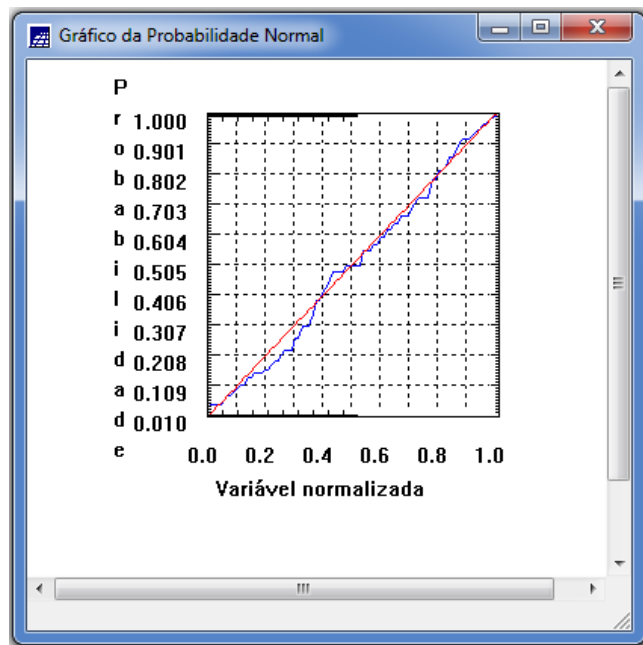 Gráfico da Probabilidade Normal
Probabilidade
1.000
0.901
0.802
0.703
0.604
0.505
0.406
0.307
0.208
0.109
0.010
0.0 0.2 0.4 0.6 0.8 1.0
Variável normalizada